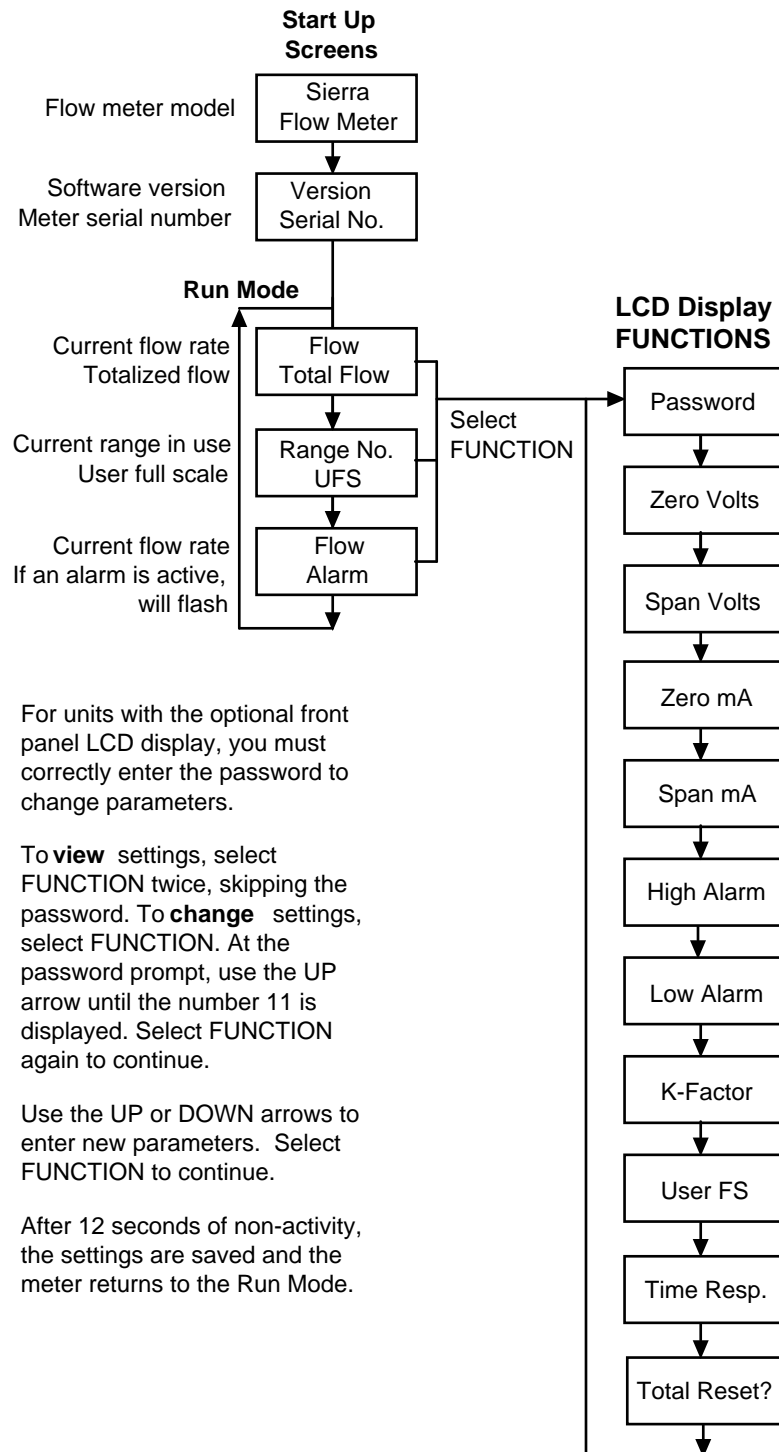 Start Up
Screens
Flow meter model
Sierra
Flow Meter
Software version
Meter serial number
Version
Serial No.
Run Mode
Current flow rate
Totalized flow
Flow
Total Flow
Current range in use
User full scale
Range No.
UFS
Current flow rate
If an alarm is active,
will flash
Flow
Alarm
Select
FUNCTION
LCD Display
FUNCTIONS
Password
Zero Volts
Span Volts
Zero mA
Span mA
High Alarm
Low Alarm
K-Factor
User FS
Time Resp.
Total Reset?
For units with the optional front
panel LCD display, you must
correctly enter the password to
change parameters.
To view settings, select
FUNCTION twice, skipping the
password. To change settings,
select FUNCTION. At the
password prompt, use the UP
arrow until the number 11 is
displayed. Select FUNCTION
again to continue.
Use the UP or DOWN arrows to
enter new parameters. Select
FUNCTION to continue.
After 12 seconds of non-activity,
the settings are saved and the
meter returns to the Run Mode.